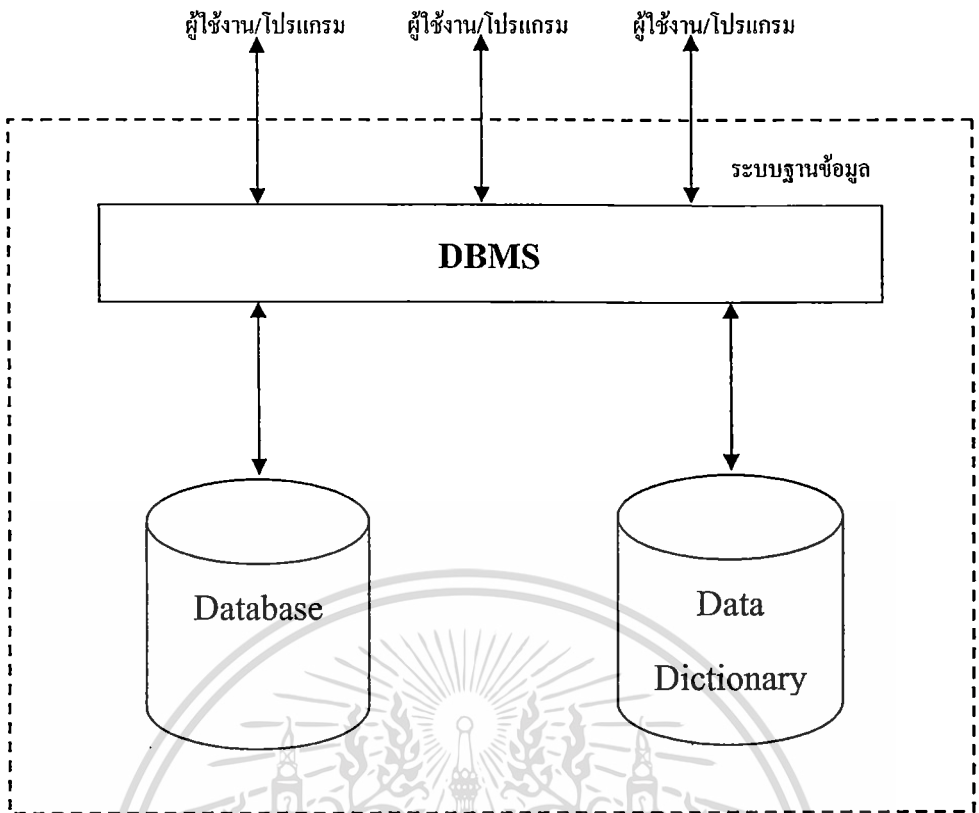 ผู้ใช้งาน/โปรแกรม ผู้ใช้งาน/โปรแกรม ผู้ใช้งาน/โปรแกรม
ระบบฐานข้อมูล
DBMS
Database
Data
Dictionary